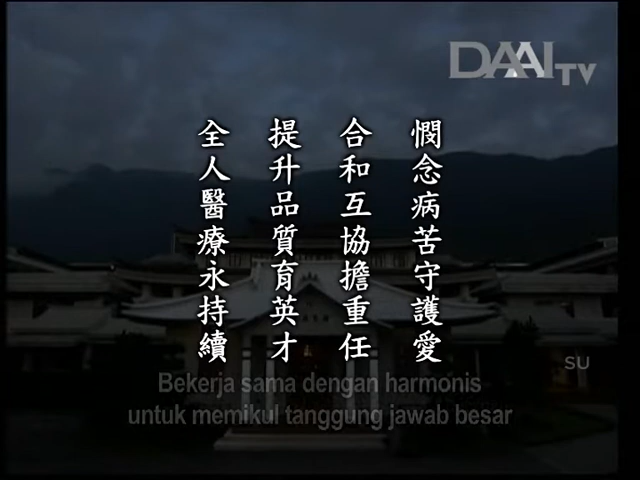 DAAI TV
憫念病苦守護愛
合和互協擔重任
提升品質育英才
全人醫療永持續
SU
Bekerja sama dengan harmonis
untuk memikul tanggung jawab besar